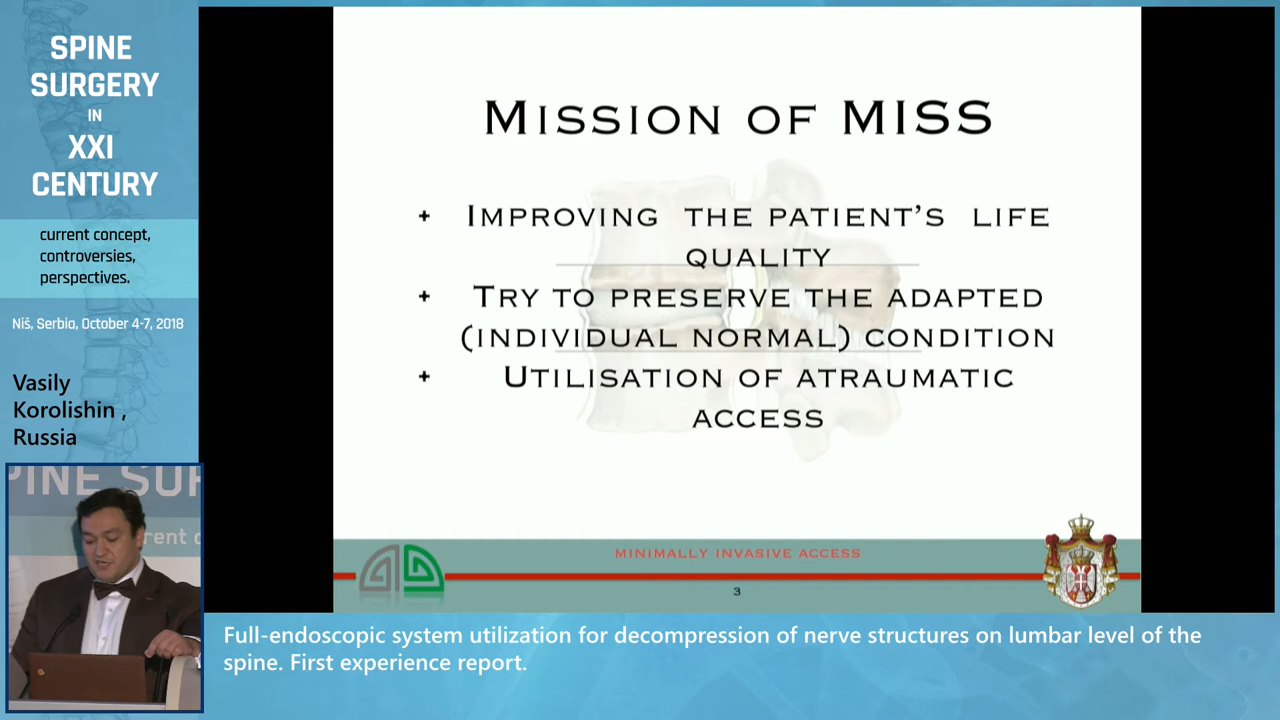 SPINE
SURGERY
IN
XXI
CENTURY
current concept,
controversies,
perspectives.
Niš, Serbia, October 4-7, 2018
Vasily
Korolishin ,
Russia
PINE SUR
rrent c
MISSION OF MISS
+ IMPROVING THE PATIENT'S LIFE
QUALITY
+ TRY TO PRESERVE THE ADAPTED
(INDIVIDUAL NORMAL) CONDITION
+ UTILISATION OF ATRAUMATIC
ACCESS
MINIMALLY INVASIVE ACCESS
3
Full-endoscopic system utilization for decompression of nerve structures on lumbar level of the
spine. First experience report.